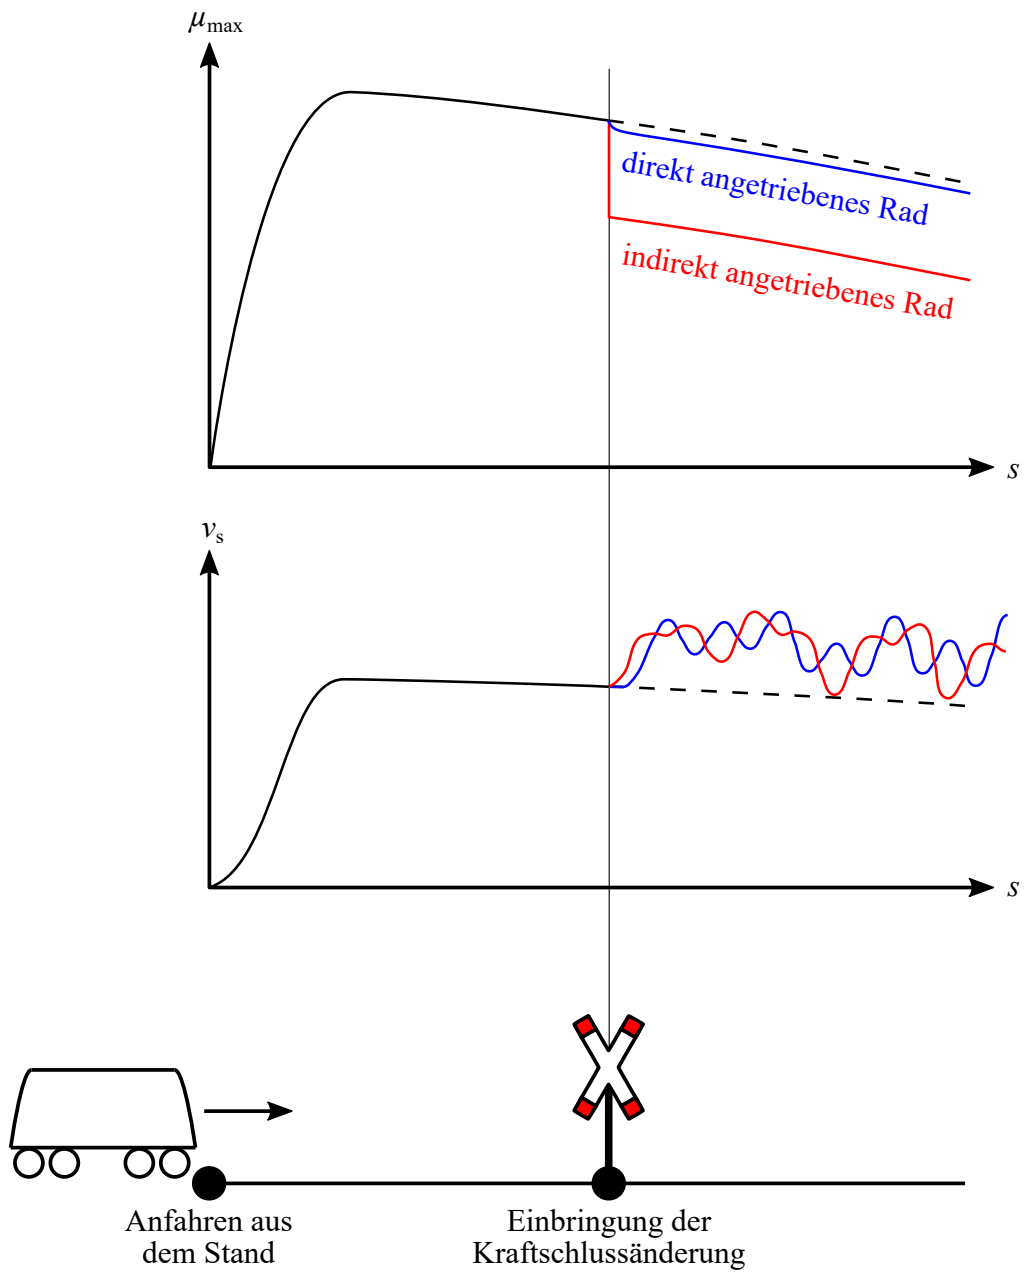 μmax
direkt angetriebenes Rad
indirekt angetriebenes Rad
s
vs
s
Anfahren aus
dem Stand
Einbringung der
Kraftschlussänderung